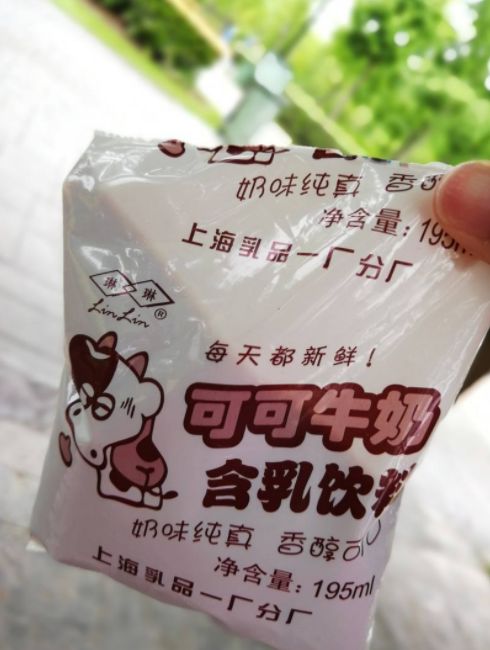 奶味纯真 香
净含量：195m
上海乳品一厂分厂
琳 琳
LinLin®
每天都新鲜！
可可牛奶
含乳饮料
奶味纯真 香醇可
净含量：195ml
上海乳品一厂分厂